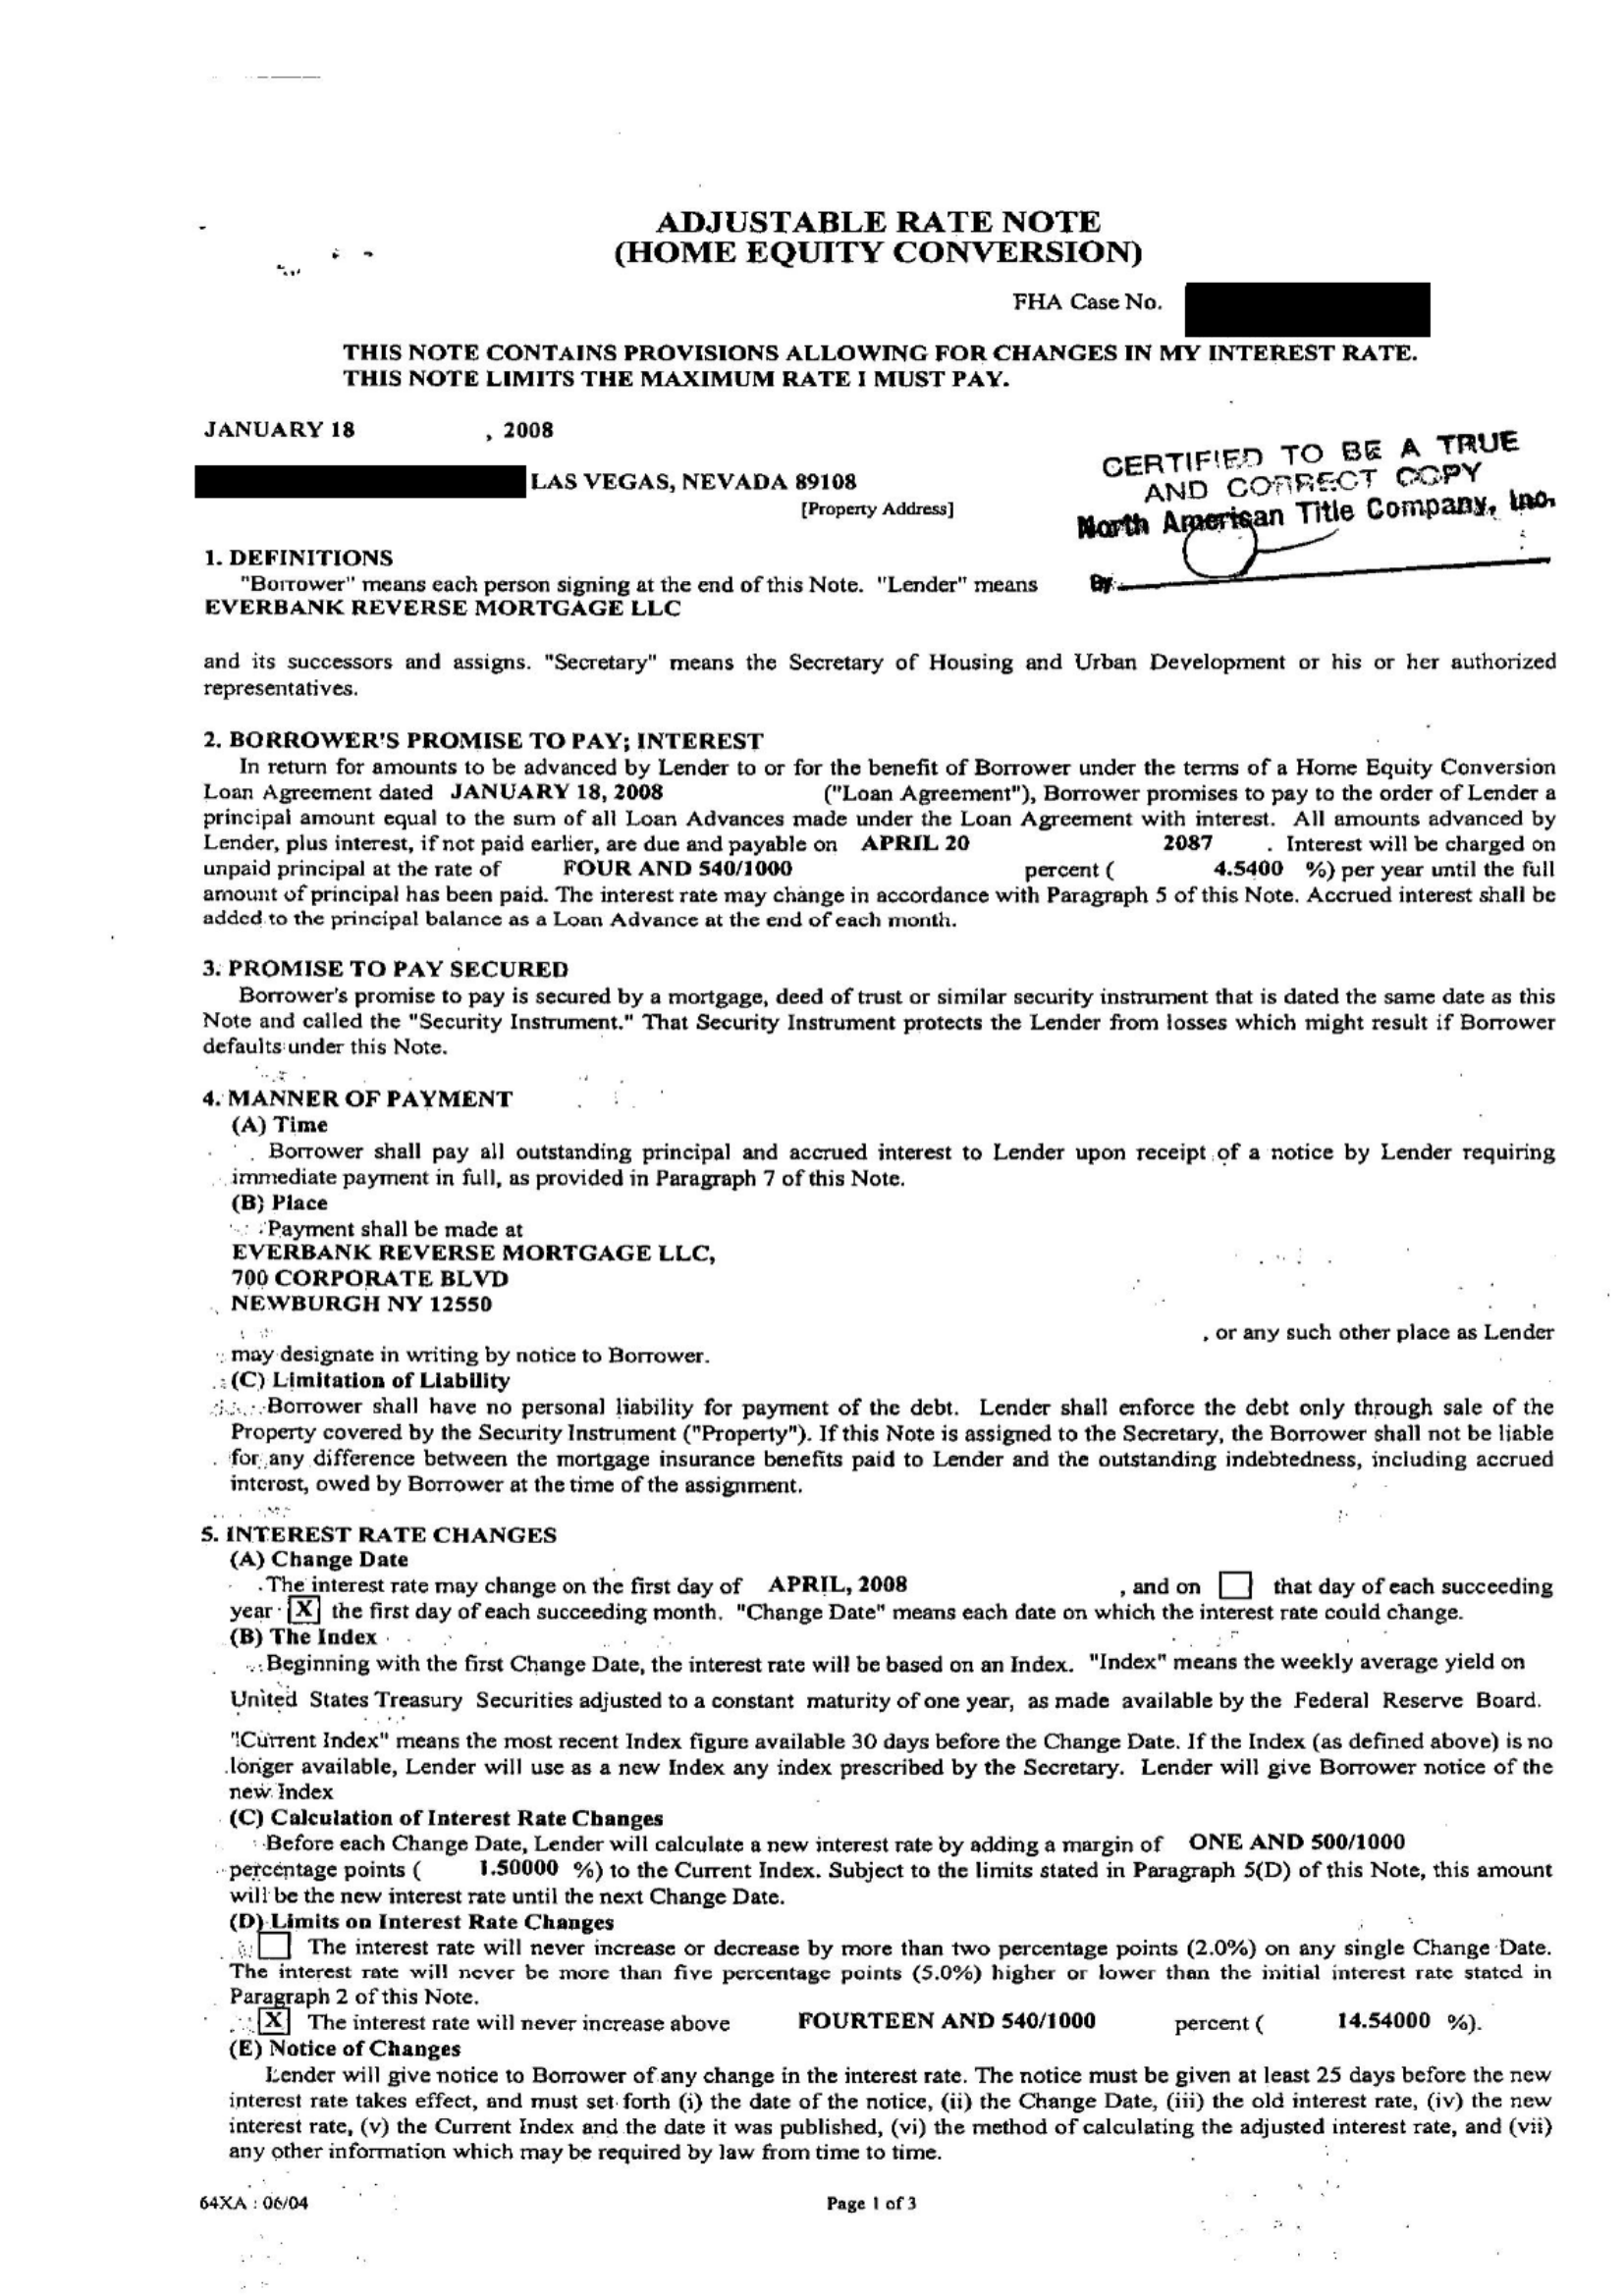 ADJUSTABLE RATE NOTE
(HOME EQUITY CONVERSION)
FHA Case No.
THIS NOTE CONTAINS PROVISIONS ALLOWING FOR CHANGES IN MY INTEREST RATE.
THIS NOTE LIMITS THE MAXIMUM RATE I MUST PAY.
JANUARY 18 , 2008
LAS VEGAS, NEVADA 89108
[Property Address]
CERTIFIED TO BE A TRUE
AND CORRECT COPY
North American Title Company, Inc.
By
1. DEFINITIONS
"Borrower" means each person signing at the end of this Note. "Lender" means
EVERBANK REVERSE MORTGAGE LLC
and its successors and assigns. "Secretary" means the Secretary of Housing and Urban Development or his or her authorized
representatives.
2. BORROWER'S PROMISE TO PAY; INTEREST
In return for amounts to be advanced by Lender to or for the benefit of Borrower under the terms of a Home Equity Conversion
Loan Agreement dated JANUARY 18, 2008 ("Loan Agreement"), Borrower promises to pay to the order of Lender a
principal amount equal to the sum of all Loan Advances made under the Loan Agreement with interest. All amounts advanced by
Lender, plus interest, if not paid earlier, are due and payable on APRIL 20 2087 . Interest will be charged on
unpaid principal at the rate of FOUR AND 540/1000 percent ( 4.5400 %) per year until the full
amount of principal has been paid. The interest rate may change in accordance with Paragraph 5 of this Note. Accrued interest shall be
added to the principal balance as a Loan Advance at the end of each month.
3. PROMISE TO PAY SECURED
Borrower's promise to pay is secured by a mortgage, deed of trust or similar security instrument that is dated the same date as this
Note and called the "Security Instrument." That Security Instrument protects the Lender from losses which might result if Borrower
defaults under this Note.
4. MANNER OF PAYMENT
(A) Time
Borrower shall pay all outstanding principal and accrued interest to Lender upon receipt of a notice by Lender requiring
immediate payment in full, as provided in Paragraph 7 of this Note.
(B) Place
Payment shall be made at
EVERBANK REVERSE MORTGAGE LLC,
700 CORPORATE BLVD
NEWBURGH NY 12550
, or any such other place as Lender
may designate in writing by notice to Borrower.
(C) Limitation of Liability
Borrower shall have no personal liability for payment of the debt. Lender shall enforce the debt only through sale of the
Property covered by the Security Instrument ("Property"). If this Note is assigned to the Secretary, the Borrower shall not be liable
for any difference between the mortgage insurance benefits paid to Lender and the outstanding indebtedness, including accrued
interest, owed by Borrower at the time of the assignment.
5. INTEREST RATE CHANGES
(A) Change Date
The interest rate may change on the first day of APRIL, 2008 , and on that day of each succeeding
year X the first day of each succeeding month. "Change Date" means each date on which the interest rate could change.
(B) The Index
Beginning with the first Change Date, the interest rate will be based on an Index. "Index" means the weekly average yield on
United States Treasury Securities adjusted to a constant maturity of one year, as made available by the Federal Reserve Board.
"Current Index" means the most recent Index figure available 30 days before the Change Date. If the Index (as defined above) is no
longer available, Lender will use as a new Index any index prescribed by the Secretary. Lender will give Borrower notice of the
new Index
(C) Calculation of Interest Rate Changes
Before each Change Date, Lender will calculate a new interest rate by adding a margin of ONE AND 500/1000
percentage points ( 1.50000 %) to the Current Index. Subject to the limits stated in Paragraph 5(D) of this Note, this amount
will be the new interest rate until the next Change Date.
(D) Limits on Interest Rate Changes
The interest rate will never increase or decrease by more than two percentage points (2.0%) on any single Change Date.
The interest rate will never be more than five percentage points (5.0%) higher or lower than the initial interest rate stated in
Paragraph 2 of this Note.
X The interest rate will never increase above FOURTEEN AND 540/1000 percent ( 14.54000 %).
(E) Notice of Changes
Lender will give notice to Borrower of any change in the interest rate. The notice must be given at least 25 days before the new
interest rate takes effect, and must set forth (i) the date of the notice, (ii) the Change Date, (iii) the old interest rate, (iv) the new
interest rate, (v) the Current Index and the date it was published, (vi) the method of calculating the adjusted interest rate, and (vii)
any other information which may be required by law from time to time.
64XA : 06/04
Page 1 of 3